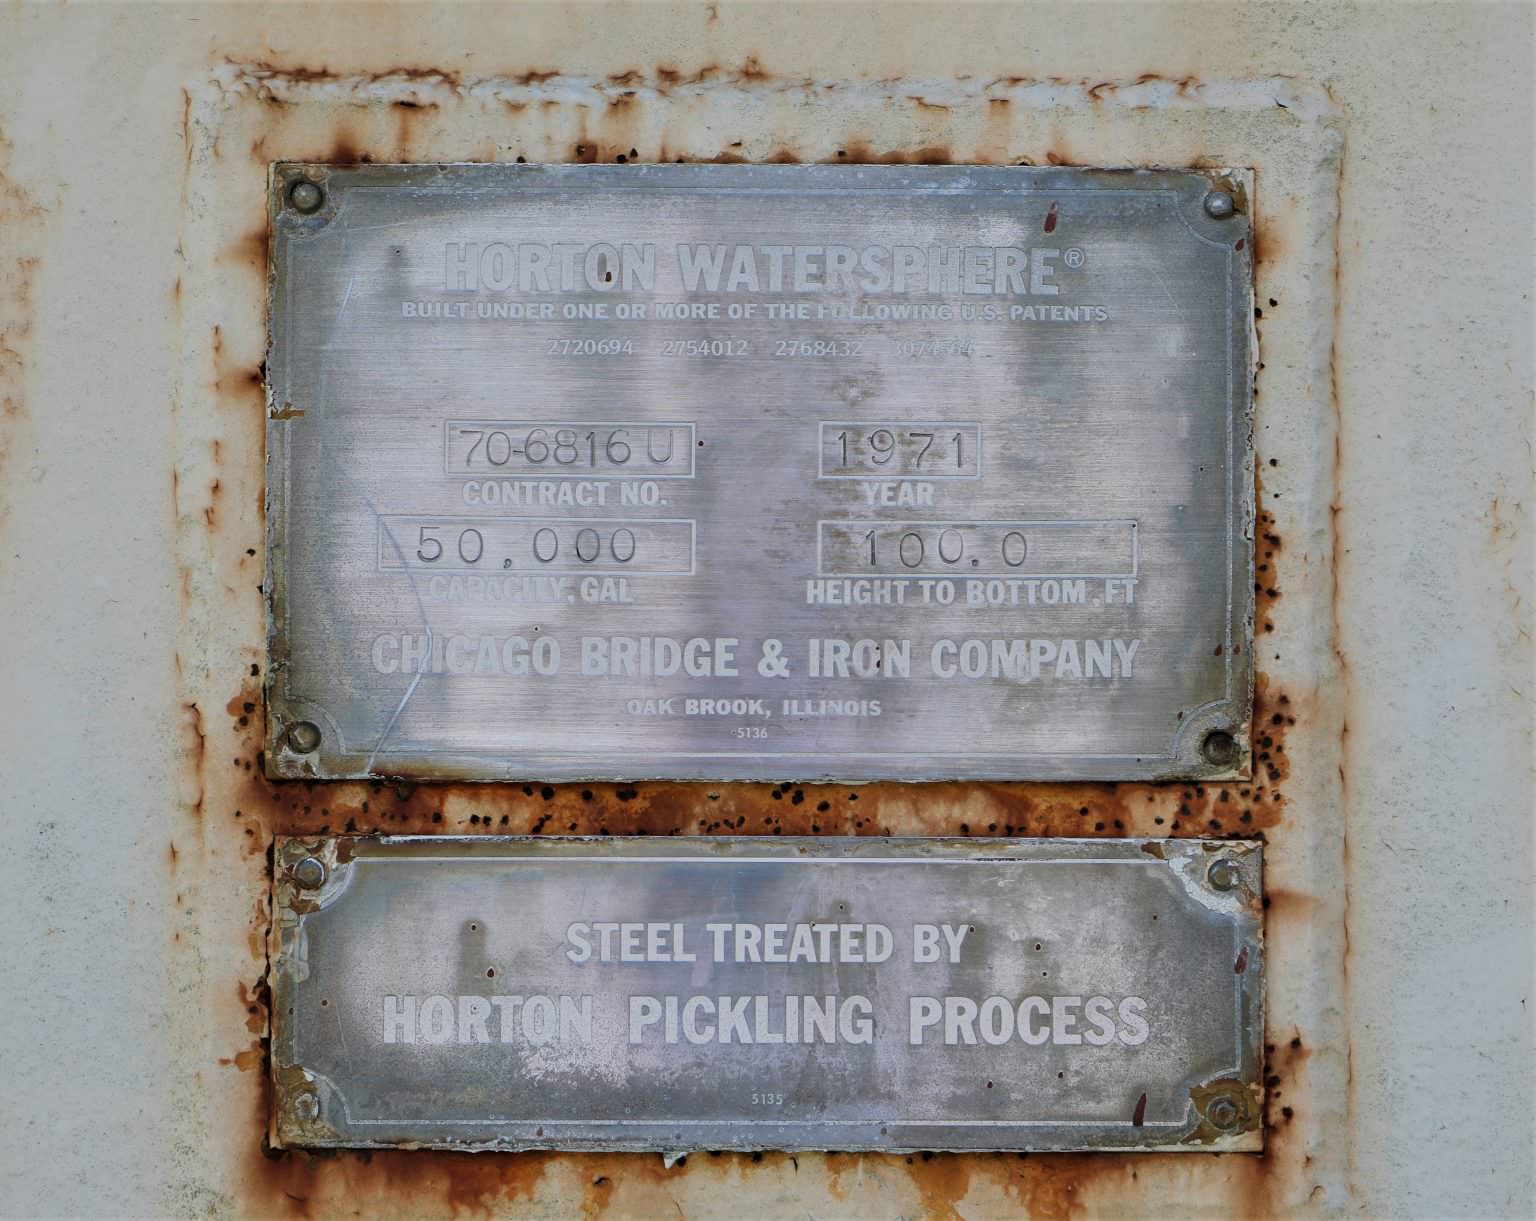 HORTON WATERSPHERE®
BUILT UNDER ONE OR MORE OF THE FOLLOWING U.S. PATENTS
2720694 2754012 2768432
70-6816U 1971
CONTRACT NO. YEAR
50,000 100.0
CAPACITY, GAL HEIGHT TO BOTTOM, FT
CHICAGO BRIDGE & IRON COMPANY
OAK BROOK, ILLINOIS
5136
STEEL TREATED BY
HORTON PICKLING PROCESS
5135